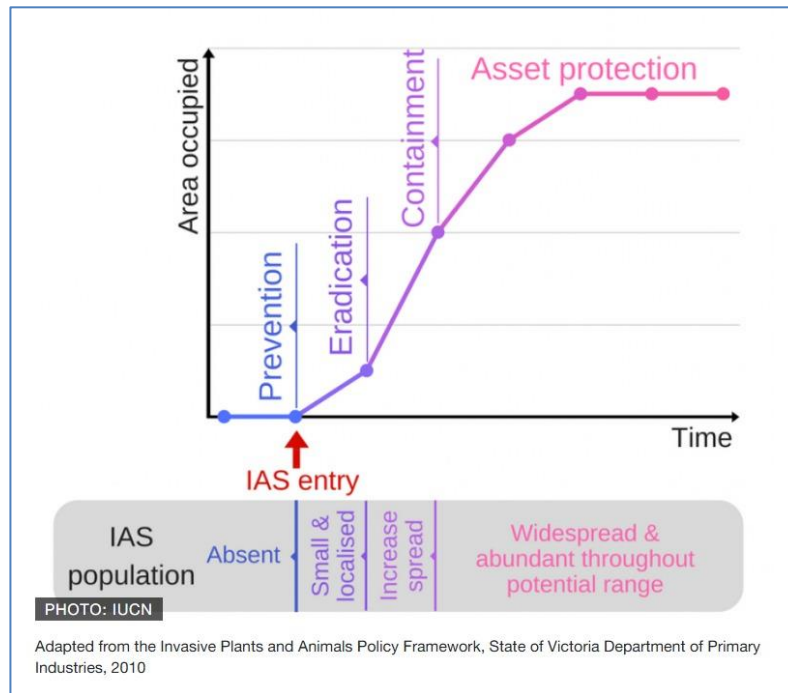 Area occupied
Prevention
Eradication
Containment
Asset protection
Time
IAS entry
IAS
population
Absent
Small &
localised
Increase
spread
Widespread &
abundant throughout
potential range
PHOTO: IUCN
Adapted from the Invasive Plants and Animals Policy Framework, State of Victoria Department of Primary
Industries, 2010